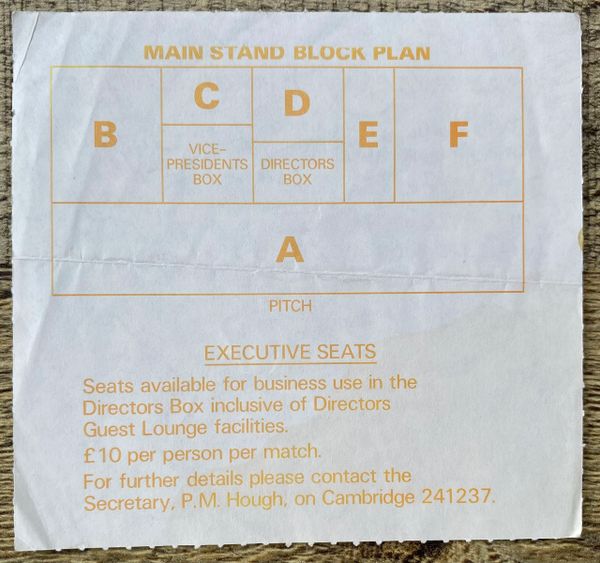 MAIN STAND BLOCK PLAN
B
C
D
E
F
VICE-
PRESIDENTS
BOX
DIRECTORS
BOX
A
PITCH
EXECUTIVE SEATS
Seats available for business use in the
Directors Box inclusive of Directors
Guest Lounge facilities.
£10 per person per match.
For further details please contact the
Secretary, P.M. Hough, on Cambridge 241237.